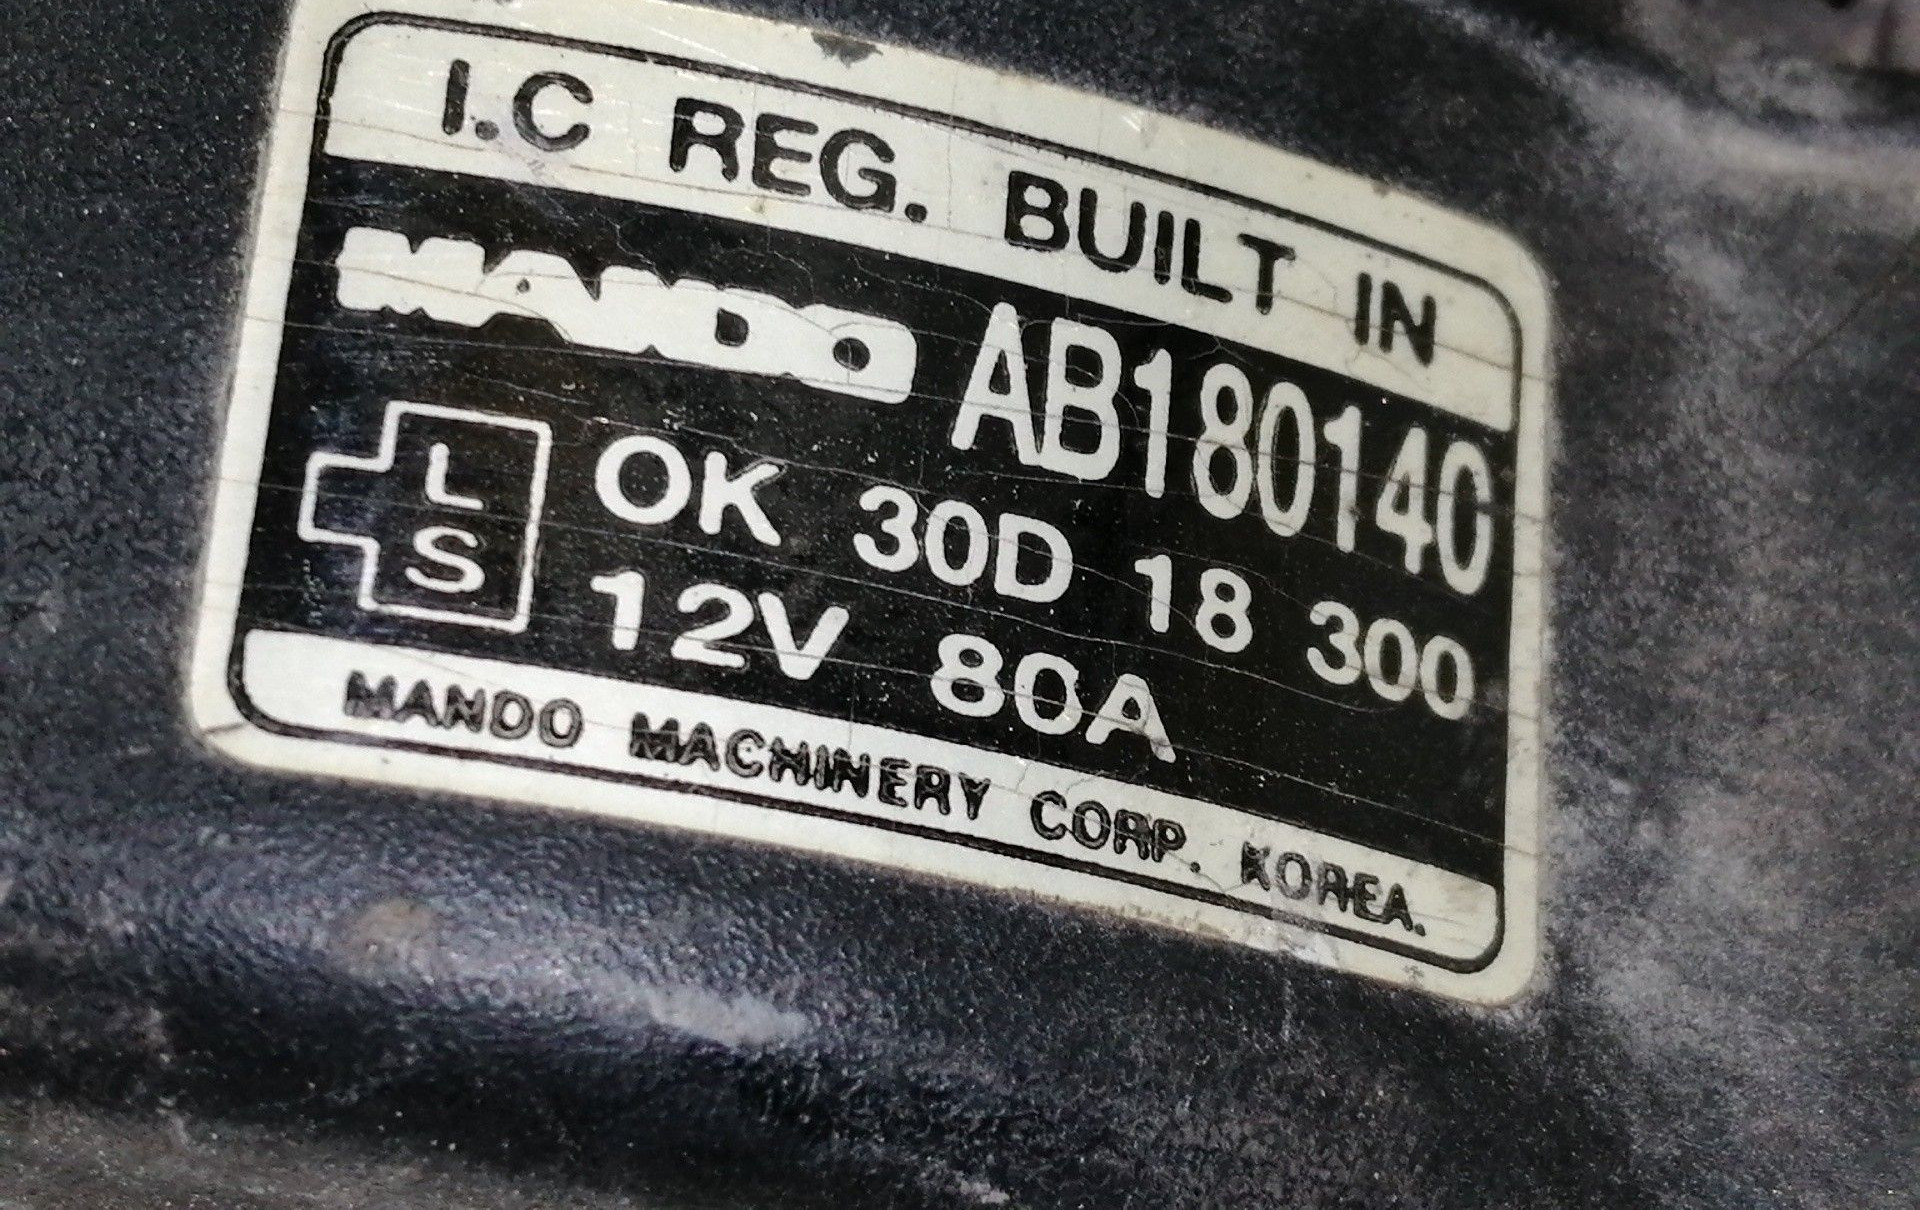 I.C REG. BUILT IN
MANDO AB180140
L
S
OK 30D 18 300
12V 80A
MANDO MACHINERY CORP. KOREA.